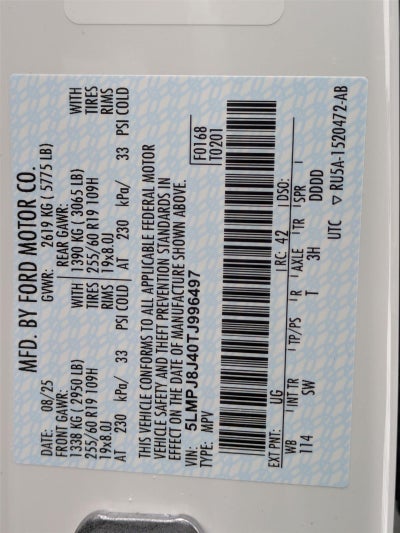 MFD. BY FORD MOTOR CO.
DATE: 08/25 GVWR: 2619 KG ( 5775 LB)
FRONT GAWR: REAR GAWR:
1338 KG ( 2950 LB) WITH 1390 KG ( 3065 LB) WITH
255/60 R19 109H TIRES 255/60 R19 109H TIRES
19x8.0J RIMS 19x8.0J RIMS
AT 230 kPa/ 33 PSI COLD AT 230 kPa/ 33 PSI COLD
THIS VEHICLE CONFORMS TO ALL APPLICABLE FEDERAL MOTOR
VEHICLE SAFETY AND THEFT PREVENTION STANDARDS IN
EFFECT ON THE DATE OF MANUFACTURE SHOWN ABOVE.
VIN: 5LMPJ8J40TJ996497 F0168
TYPE: MPV T0201
EXT PNT: UG RC: 42 DSO:
WB INT TR TP/PS R AXLE TR SPR
114 SW T 3H DDDD
UTC ▽ RU5A-1520472-AB